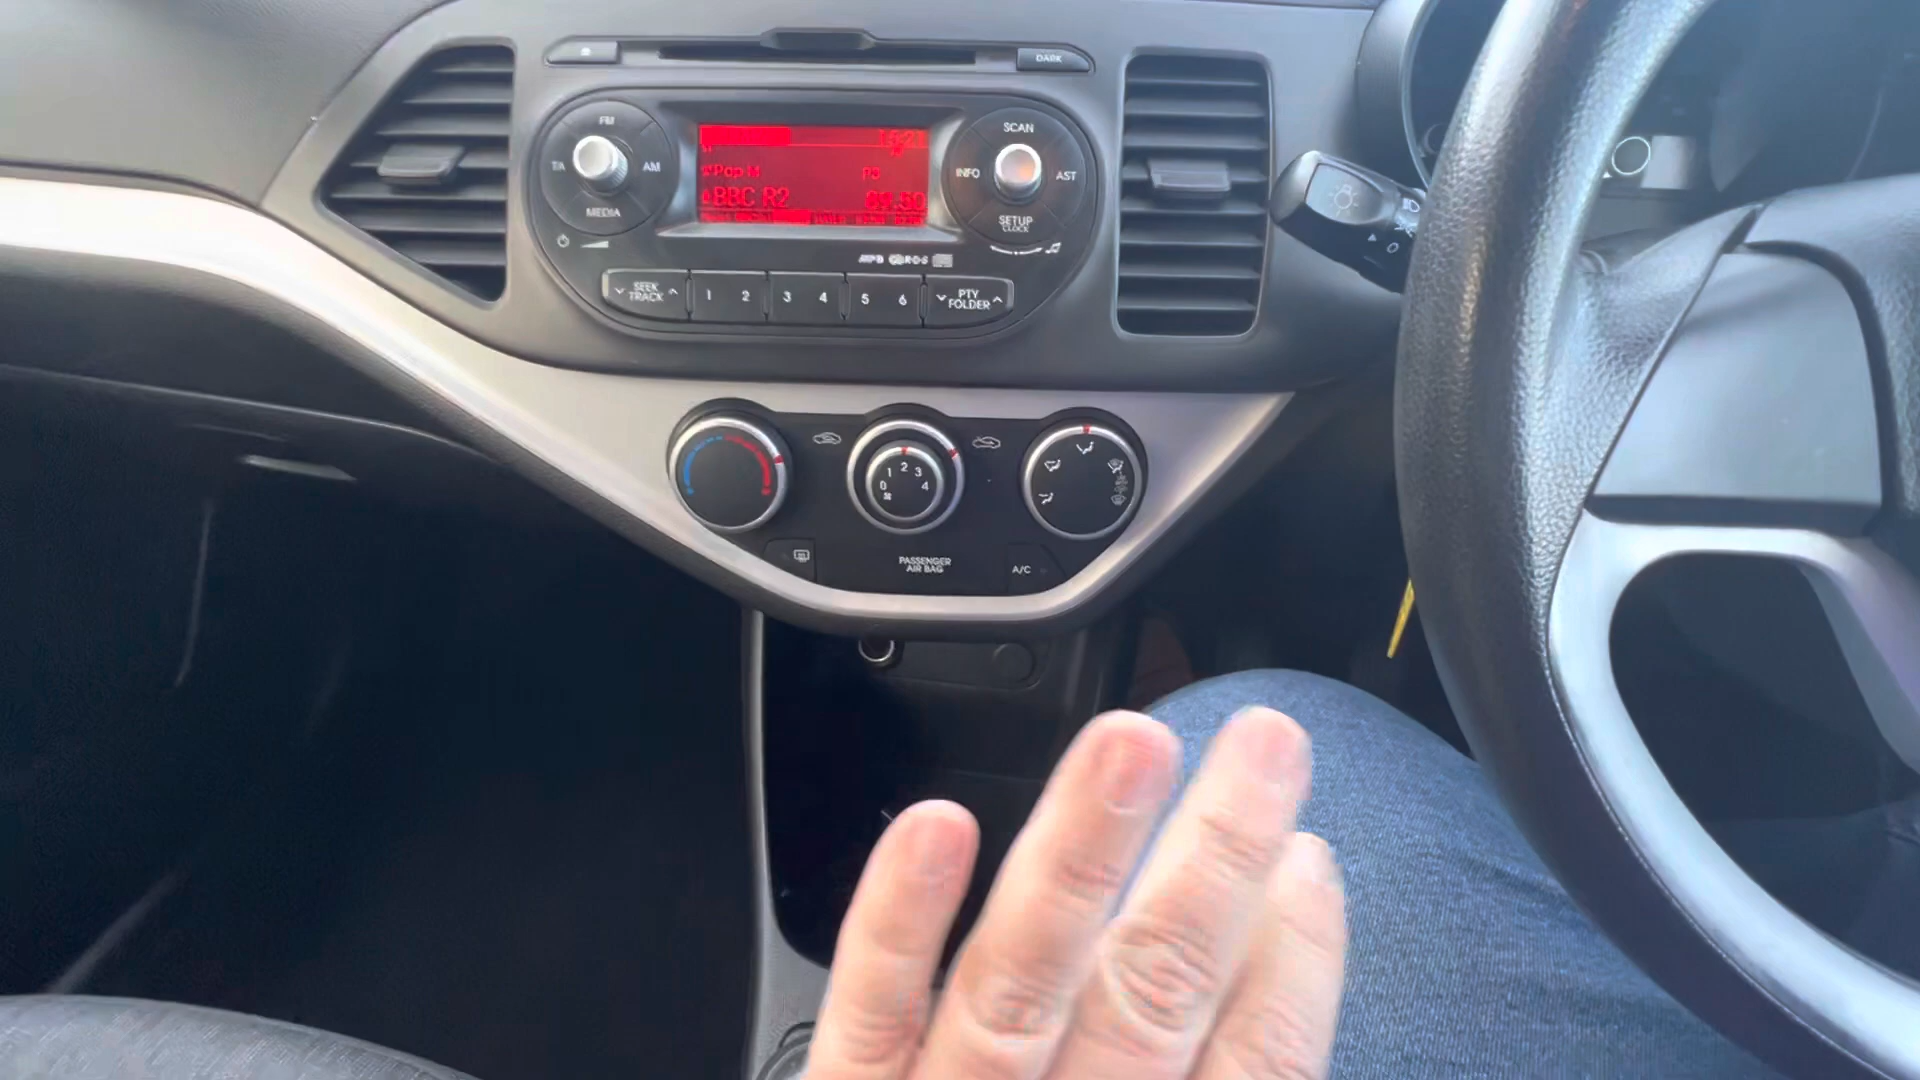 DARK
FM
TA
AM
MEDIA
Pop M
BBC R2
SCAN
INFO
AST
SETUP
CLOCK
RDS
SEEK
TRACK
1 2 3 4 5 6
PTY
FOLDER
0 1 2 3 4
PASSENGER
AIR BAG
A/C